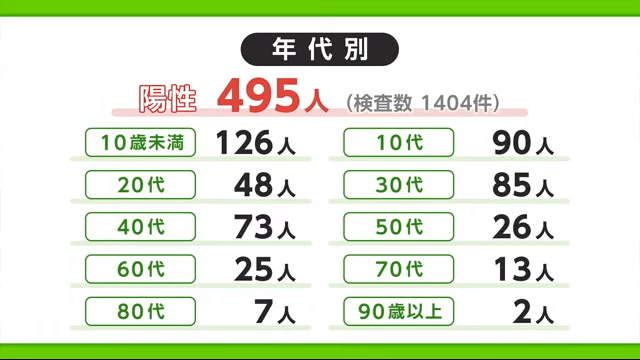 年代別
陽性 495人 (検査数 1404件)
10歳未満 126人 10代 90人
20代 48人 30代 85人
40代 73人 50代 26人
60代 25人 70代 13人
80代 7人 90歳以上 2人